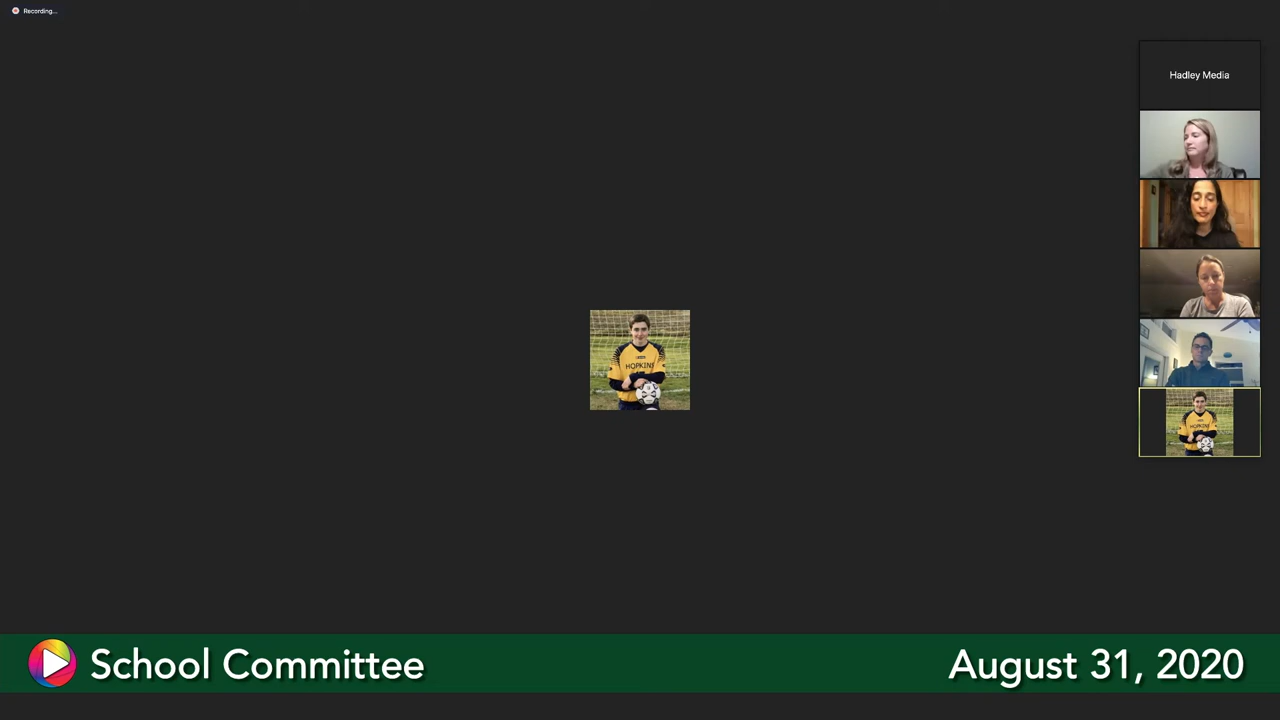 Recording...
Hadley Media
HOPKINS
HOPKINS
School Committee
August 31, 2020